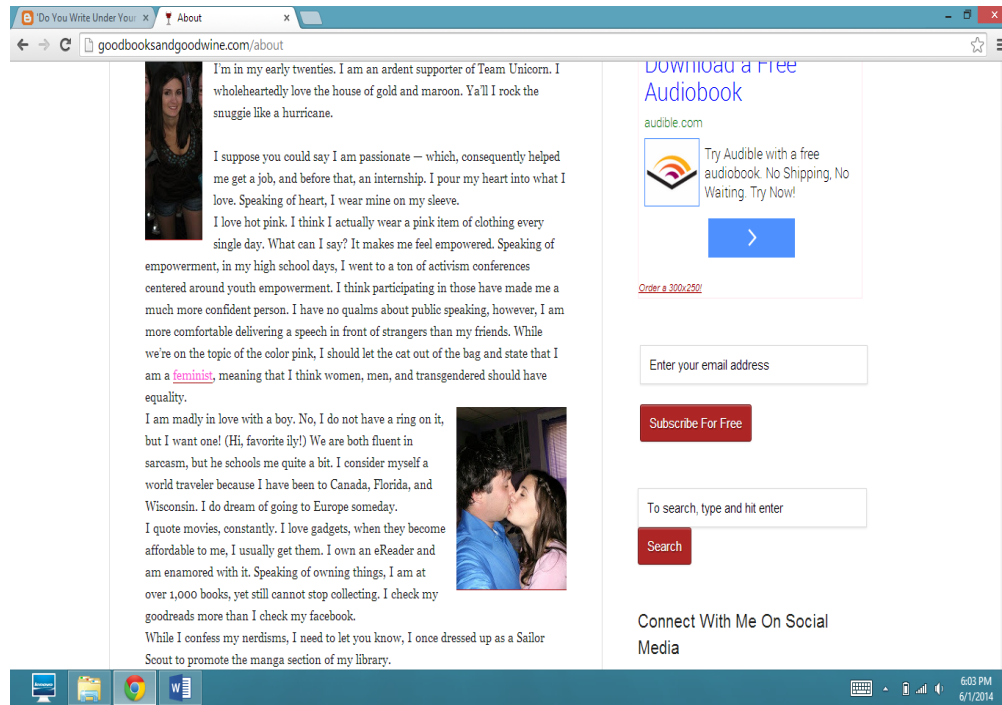 'Do You Write Under Your
About
goodbooksandgoodwine.com/about
I'm in my early twenties. I am an ardent supporter of Team Unicorn. I
wholeheartedly love the house of gold and maroon. Ya'll I rock the
snuggie like a hurricane.
I suppose you could say I am passionate — which, consequently helped
me get a job, and before that, an internship. I pour my heart into what I
love. Speaking of heart, I wear mine on my sleeve.
I love hot pink. I think I actually wear a pink item of clothing every
single day. What can I say? It makes me feel empowered. Speaking of
empowerment, in my high school days, I went to a ton of activism conferences
centered around youth empowerment. I think participating in those have made me a
much more confident person. I have no qualms about public speaking, however, I am
more comfortable delivering a speech in front of strangers than my friends. While
we're on the topic of the color pink, I should let the cat out of the bag and state that I
am a feminist, meaning that I think women, men, and transgendered should have
equality.
I am madly in love with a boy. No, I do not have a ring on it,
but I want one! (Hi, favorite ily!) We are both fluent in
sarcasm, but he schools me quite a bit. I consider myself a
world traveler because I have been to Canada, Florida, and
Wisconsin. I do dream of going to Europe someday.
I quote movies, constantly. I love gadgets, when they become
affordable to me, I usually get them. I own an eReader and
am enamored with it. Speaking of owning things, I am at
over 1,000 books, yet still cannot stop collecting. I check my
goodreads more than I check my facebook.
While I confess my nerdisms, I need to let you know, I once dressed up as a Sailor
Scout to promote the manga section of my library.
Download a Free
Audiobook
audible.com
Try Audible with a free
audiobook. No Shipping, No
Waiting. Try Now!
Order a 300x250!
Enter your email address
Subscribe For Free
To search, type and hit enter
Search
Connect With Me On Social
Media
6:03 PM
6/1/2014